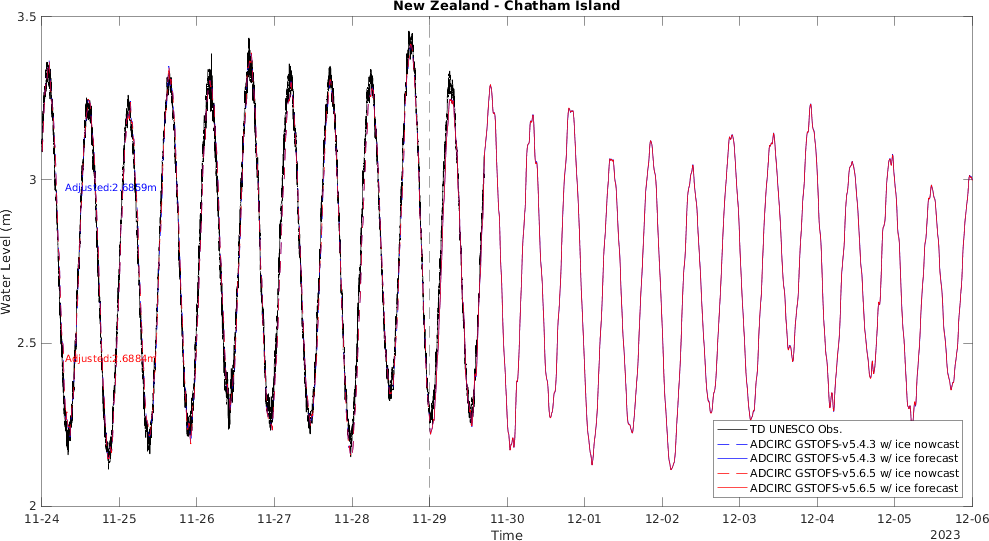 New Zealand - Chatham Island
3.5
3
2.5
2
Water Level (m)
Adjusted:2.6859m
Adjusted:2.6884m
TD UNESCO Obs.
ADCIRC GSTOFS-v5.4.3 w/ ice nowcast
ADCIRC GSTOFS-v5.4.3 w/ ice forecast
ADCIRC GSTOFS-v5.6.5 w/ ice nowcast
ADCIRC GSTOFS-v5.6.5 w/ ice forecast
11-24 11-25 11-26 11-27 11-28 11-29 11-30 12-01 12-02 12-03 12-04 12-05 12-06
Time
2023